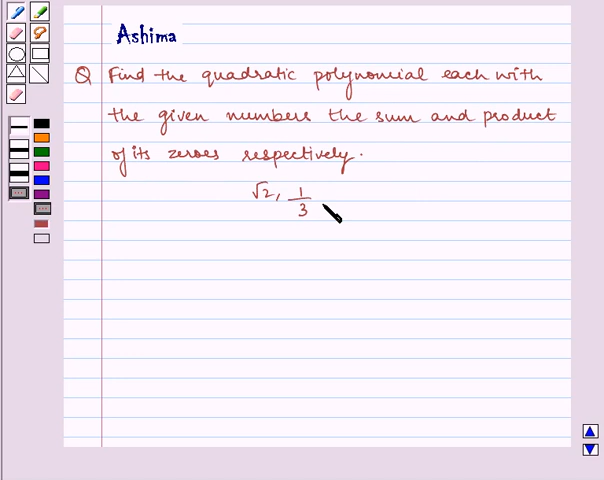 Ashima
Q Find the quadratic polynomial each with
the given numbers the sum and product
of its zeroes respectively.
√2, 1/3